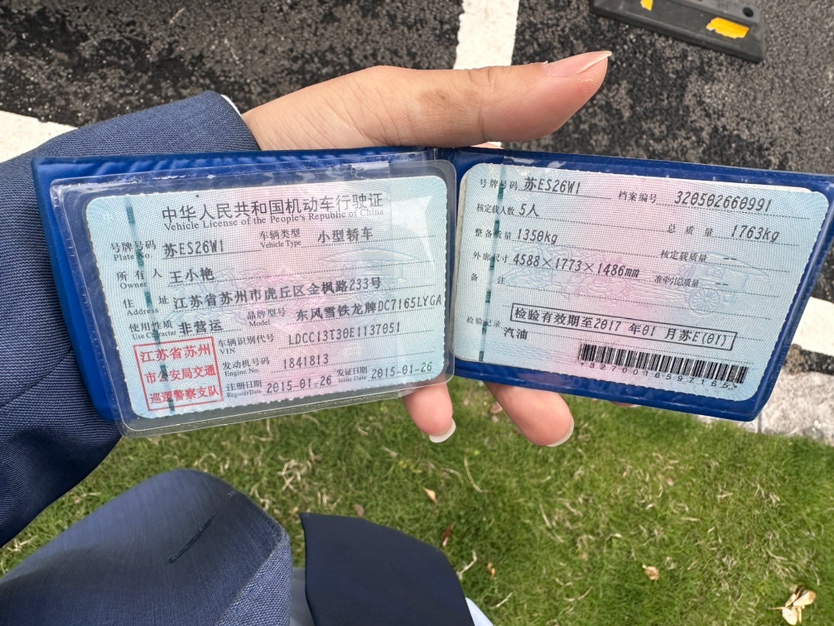 中华人民共和国机动车行驶证
Vehicle License of the People's Republic of China
号牌号码 Plate No. 苏ES26W1 车辆类型 Vehicle Type 小型轿车
所有人 Owner 王小艳
住址 Address 江苏省苏州市虎丘区金枫路233号
使用性质 Use Character 非营运 品牌型号 Model 东风雪铁龙牌DC7165LYGA
车辆识别代号 VIN LDCC13T30E1137051
发动机号码 Engine No. 1841813
注册日期 Register Date 2015-01-26 发证日期 Issue Date 2015-01-26
江苏省苏州
市公安局交通
巡逻警察支队
号牌号码 苏ES26W1 档案编号 320502660991
核定载人数 5人 总质量 1763kg
整备质量 1350kg 核定载质量
外廓尺寸 4588×1773×1486mm 准牵引总质量
备注
检验记录 检验有效期至2017年01月苏E(01)
汽油